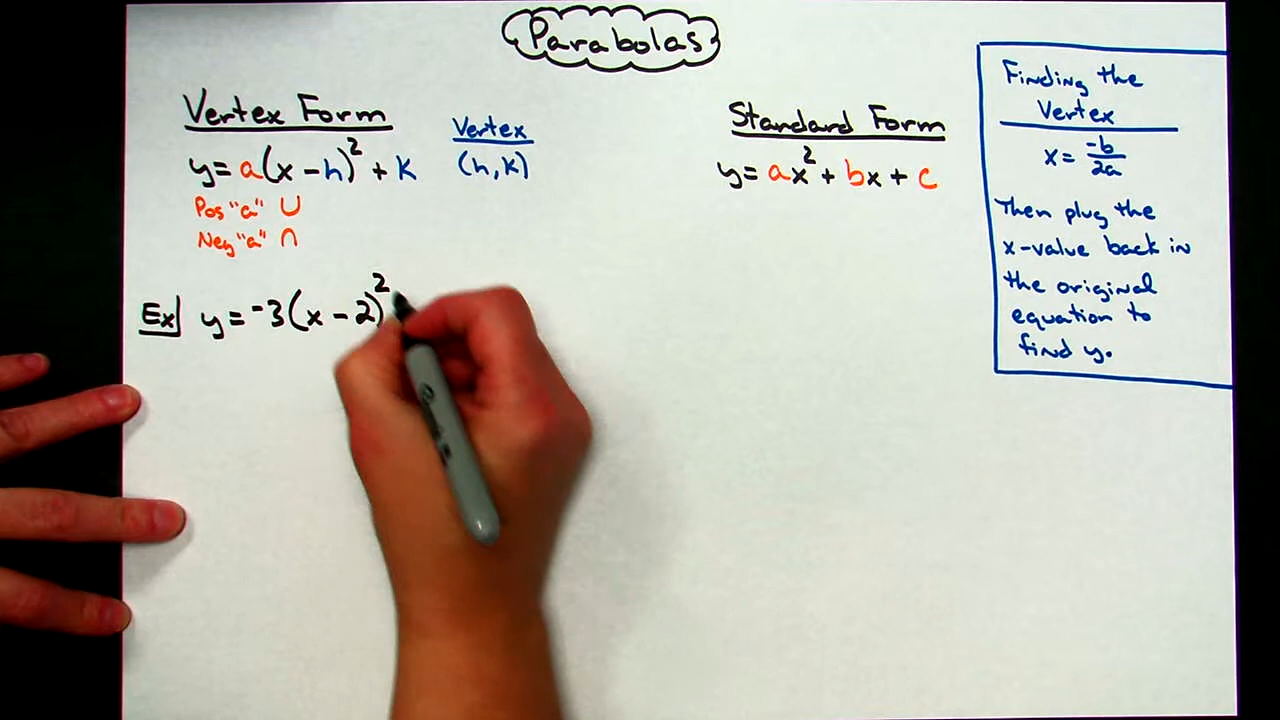 Parabolas
Vertex Form
y = a(x - h)² + k
Pos "a" ∪
Neg "a" ∩
Vertex
(h, k)
Ex] y = -3(x - 2)²
Standard Form
y = ax² + bx + c
Finding the
Vertex
x = -b/2a
Then plug the
x-value back in
the original
equation to
find y.